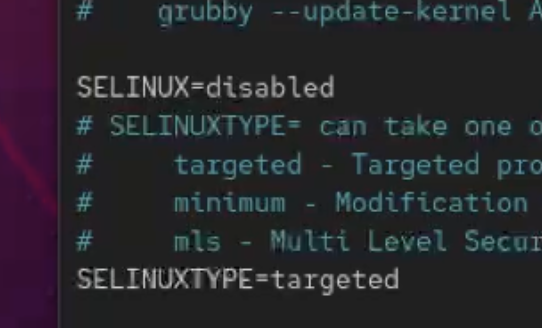 #    grubby --update-kernel A
SELINUX=disabled
# SELINUXTYPE= can take one o
#     targeted - Targeted pro
#     minimum - Modification
#     mls - Multi Level Secur
SELINUXTYPE=targeted